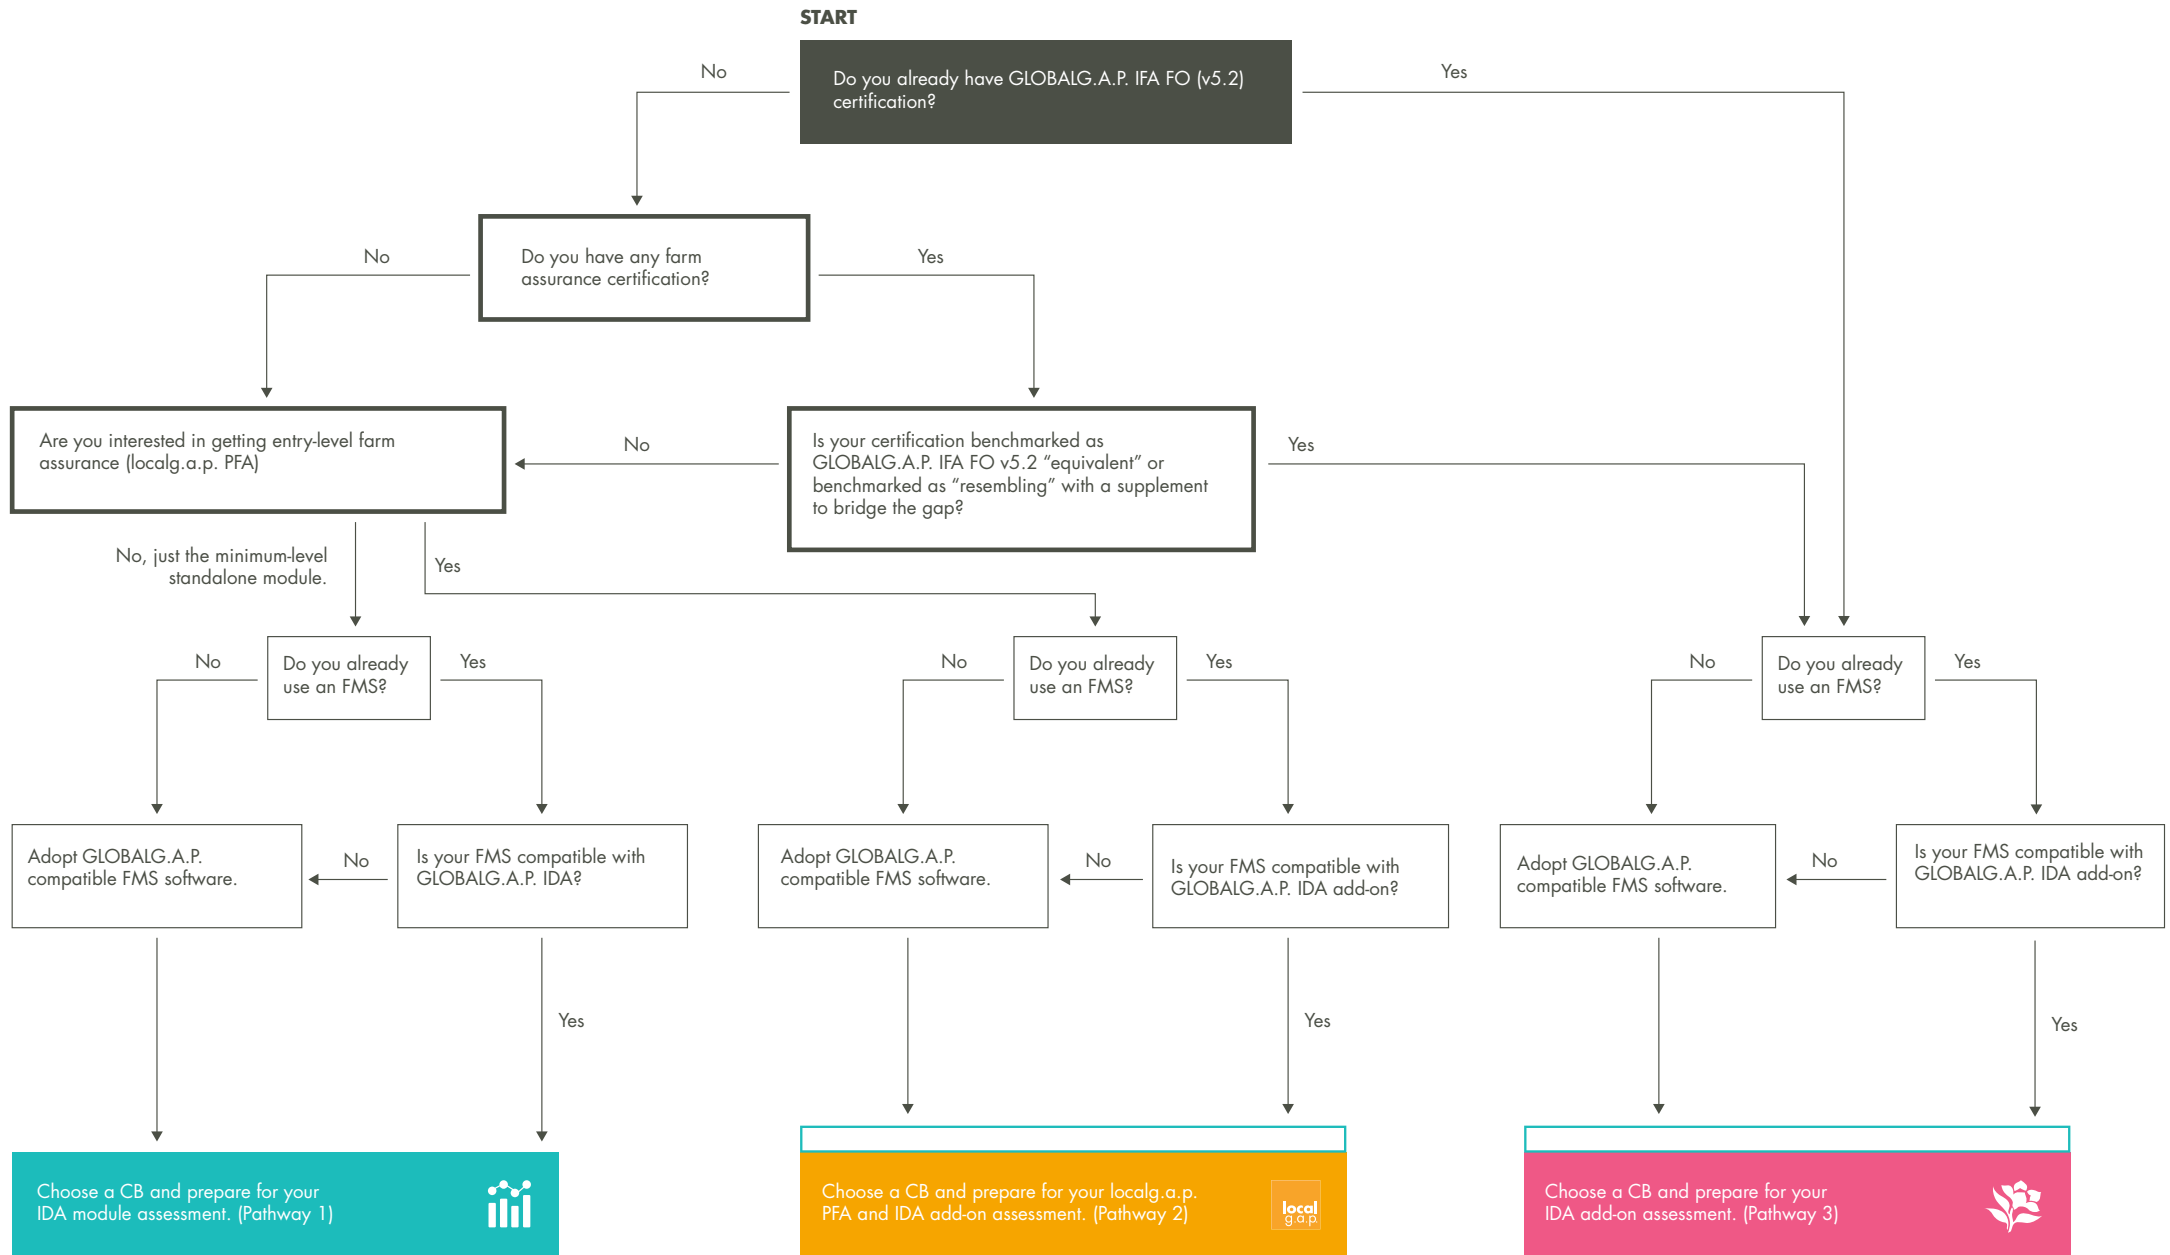 START
Do you already have GLOBALG.A.P. IFA FO (v5.2)
certification?
No
Yes
Do you have any farm
assurance certification?
No
Yes
Are you interested in getting entry-level farm
assurance (localg.a.p. PFA)
No
Is your certification benchmarked as
GLOBALG.A.P. IFA FO v5.2 “equivalent” or
benchmarked as “resembling” with a supplement
to bridge the gap?
Yes
No, just the minimum-level
standalone module.
Yes
No
Do you already
use an FMS?
Yes
No
Do you already
use an FMS?
Yes
No
Do you already
use an FMS?
Yes
Adopt GLOBALG.A.P.
compatible FMS software.
No
Is your FMS compatible with
GLOBALG.A.P. IDA?
Adopt GLOBALG.A.P.
compatible FMS software.
No
Is your FMS compatible with
GLOBALG.A.P. IDA add-on?
Adopt GLOBALG.A.P.
compatible FMS software.
No
Is your FMS compatible with
GLOBALG.A.P. IDA add-on?
Yes
Yes
Yes
Choose a CB and prepare for your
IDA module assessment. (Pathway 1)
Choose a CB and prepare for your localg.a.p.
PFA and IDA add-on assessment. (Pathway 2)
local
g.a.p.
Choose a CB and prepare for your
IDA add-on assessment. (Pathway 3)